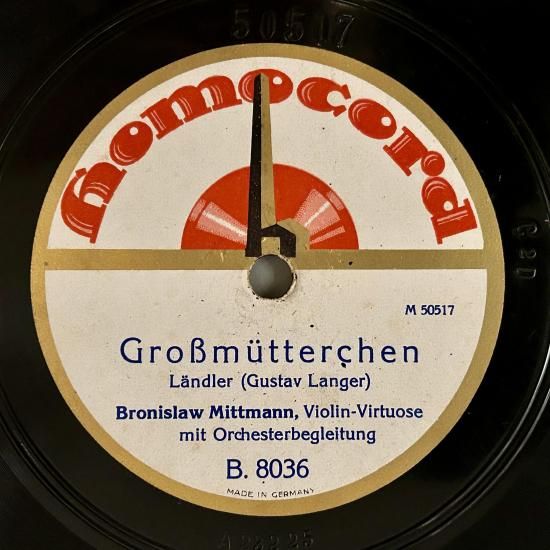 50517
homocord
M 50517
Großmütterchen
Ländler (Gustav Langer)
Bronislaw Mittmann, Violin-Virtuose
mit Orchesterbegleitung
B. 8036
MADE IN GERMANY